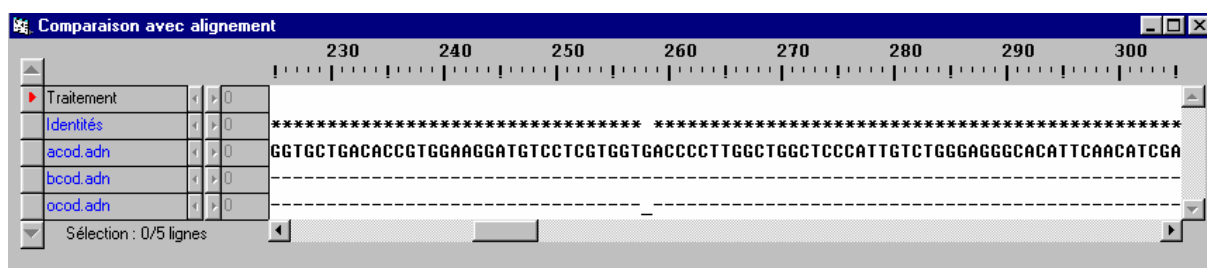 Comparaison avec alignement
230 240 250 260 270 280 290 300
Traitement 0
Identités 0 ********************************* ***********************************************
acod.adn 0 GGTGCTGACACCGTGGAAGGATGTCCTCGTGGTGACCCCTTGGCTGGCTCCCATTGTCTGGGAGGGCACATTCAACATCGA
bcod.adn 0 ---------------------------------------------------------------------------------
ocod.adn 0 ---------------------------------_-----------------------------------------------
Sélection : 0/5 lignes